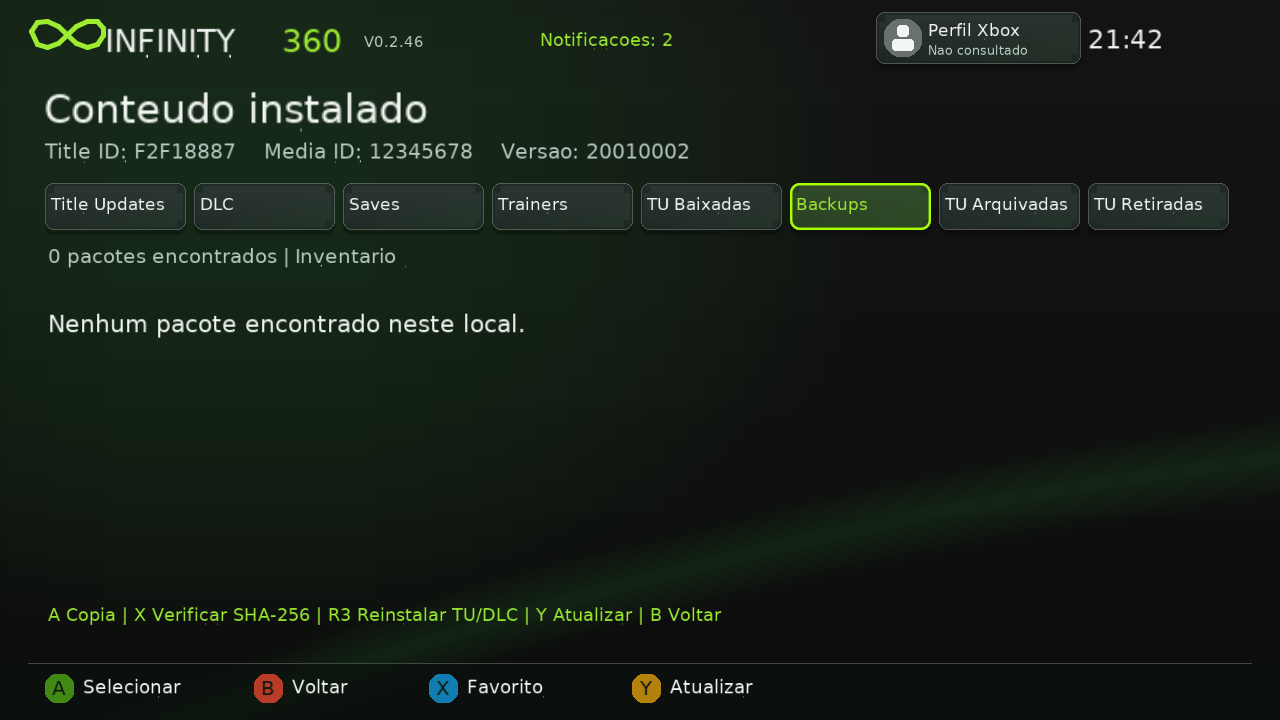 INFINITY 360 V0.2.46 Notificacoes: 2 Perfil Xbox 21:42
Nao consultado
Conteudo instalado
Title ID: F2F18887 Media ID: 12345678 Versao: 20010002
Title Updates DLC Saves Trainers TU Baixadas Backups TU Arquivadas TU Retiradas
0 pacotes encontrados | Inventario
Nenhum pacote encontrado neste local.
A Copia | X Verificar SHA-256 | R3 Reinstalar TU/DLC | Y Atualizar | B Voltar
A Selecionar B Voltar X Favorito Y Atualizar